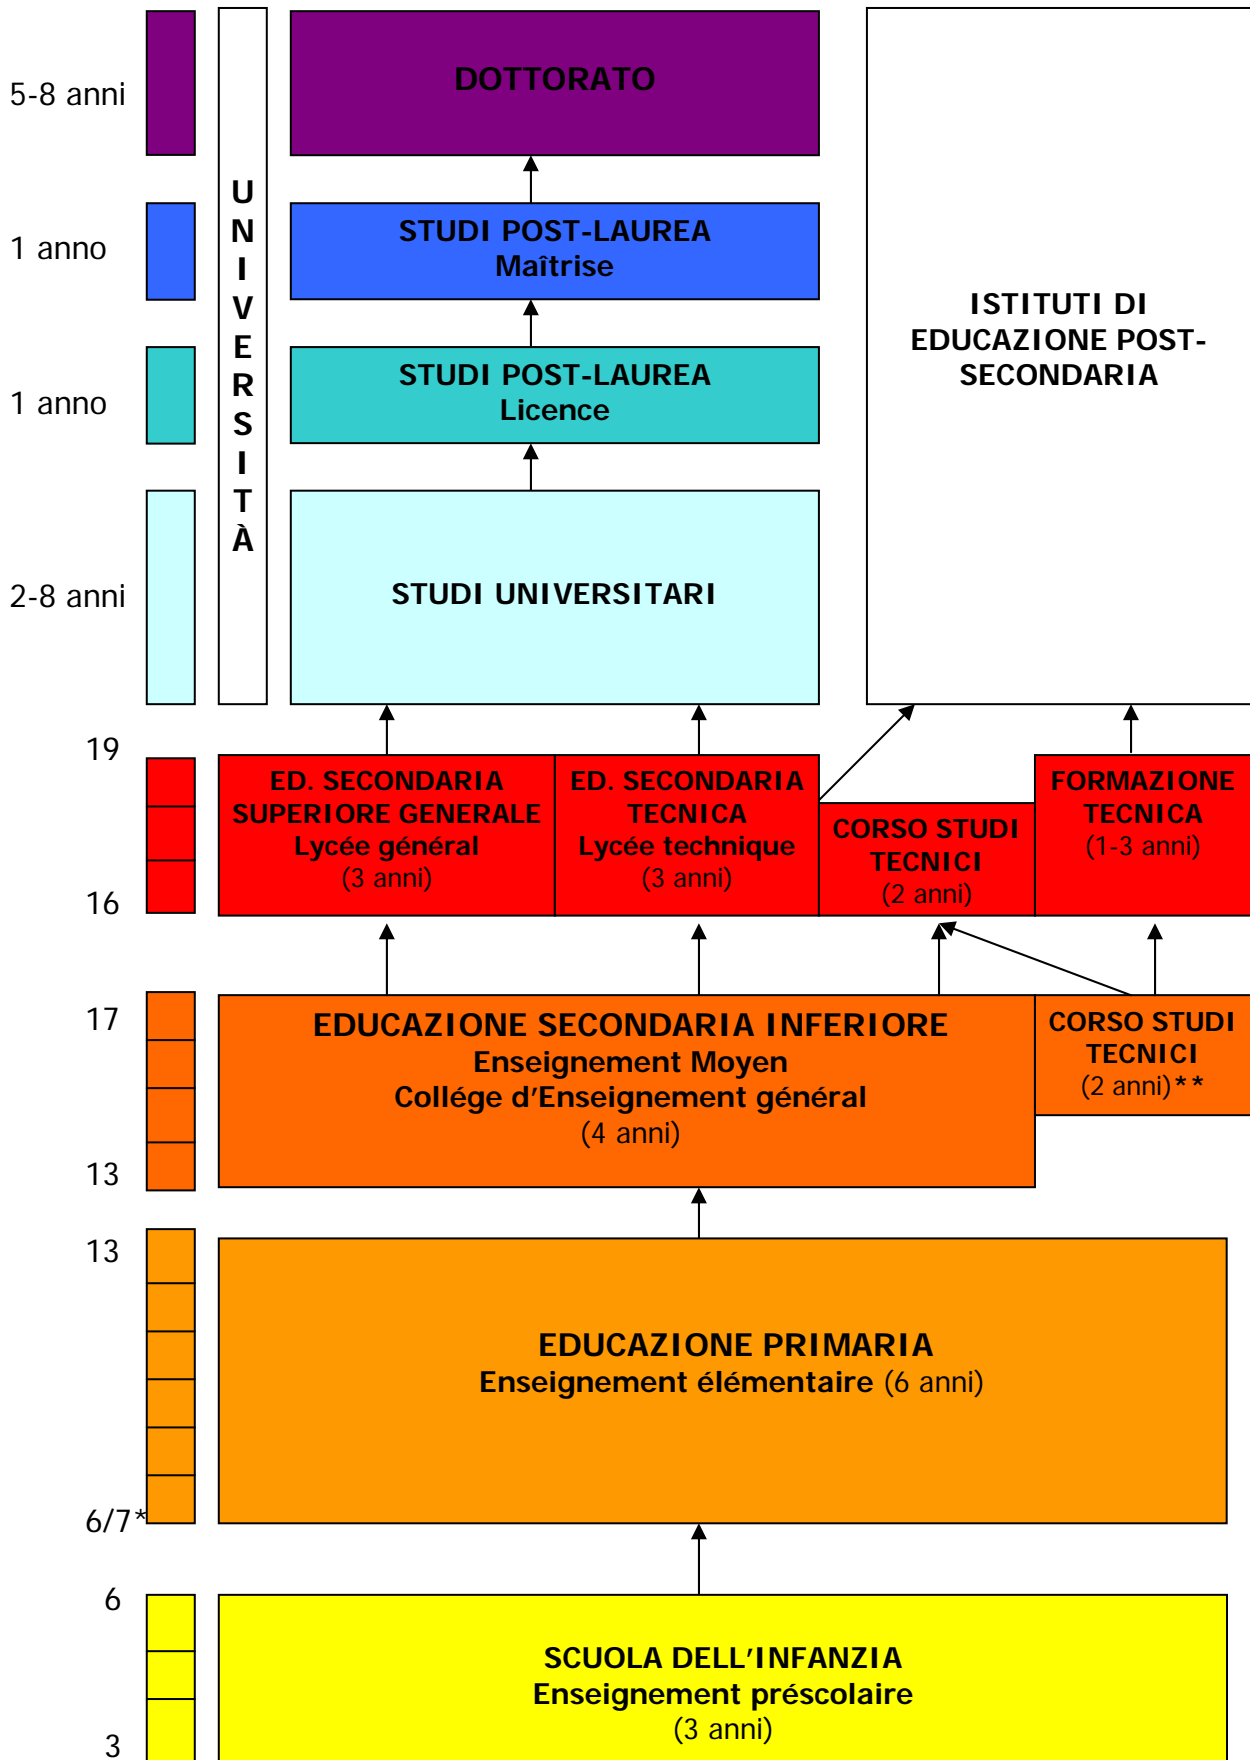 5-8 anni
DOTTORATO
UNIVERSITÀ
1 anno
STUDI POST-LAUREA
Maîtrise
ISTITUTI DI
EDUCAZIONE POST-
SECONDARIA
1 anno
STUDI POST-LAUREA
Licence
2-8 anni
STUDI UNIVERSITARI
19
16
ED. SECONDARIA
SUPERIORE GENERALE
Lycée général
(3 anni)
ED. SECONDARIA
TECNICA
Lycée technique
(3 anni)
CORSO STUDI
TECNICI
(2 anni)
FORMAZIONE
TECNICA
(1-3 anni)
17
13
EDUCAZIONE SECONDARIA INFERIORE
Enseignement Moyen
Collége d'Enseignement général
(4 anni)
CORSO STUDI
TECNICI
(2 anni)**
13
EDUCAZIONE PRIMARIA
Enseignement élémentaire (6 anni)
6/7*
6
SCUOLA DELL'INFANZIA
Enseignement préscolaire
(3 anni)
3